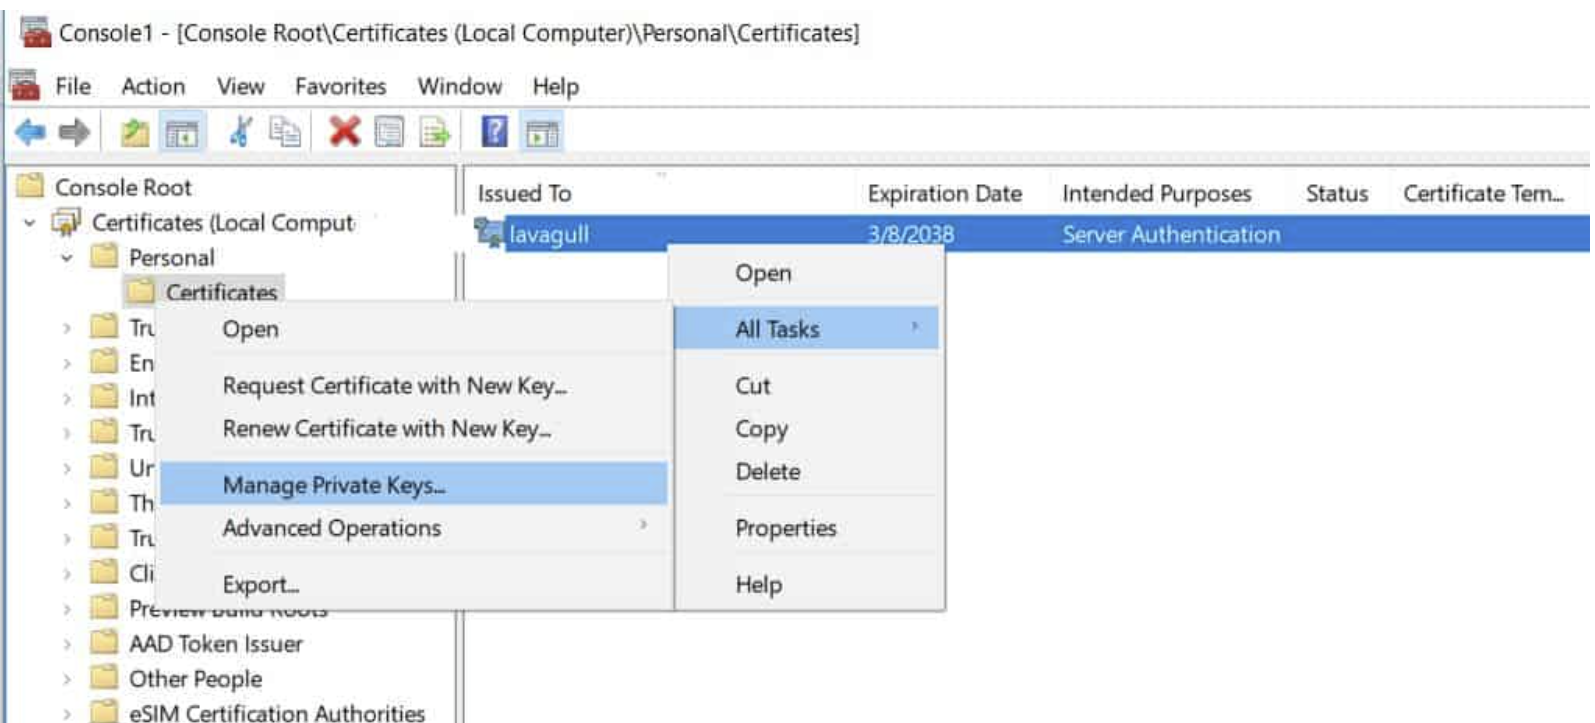 Console1 - [Console Root\Certificates (Local Computer)\Personal\Certificates]
File Action View Favorites Window Help
Console Root
Certificates (Local Comput
Personal
Certificates
Tru
En
Int
Tru
Un
Th
Tru
Cli
Preview Build Roots
AAD Token Issuer
Other People
eSIM Certification Authorities
Issued To Expiration Date Intended Purposes Status Certificate Tem...
lavagull 3/8/2038 Server Authentication
Open
All Tasks
Cut
Copy
Delete
Properties
Help
Open
Request Certificate with New Key...
Renew Certificate with New Key...
Manage Private Keys...
Advanced Operations
Export...